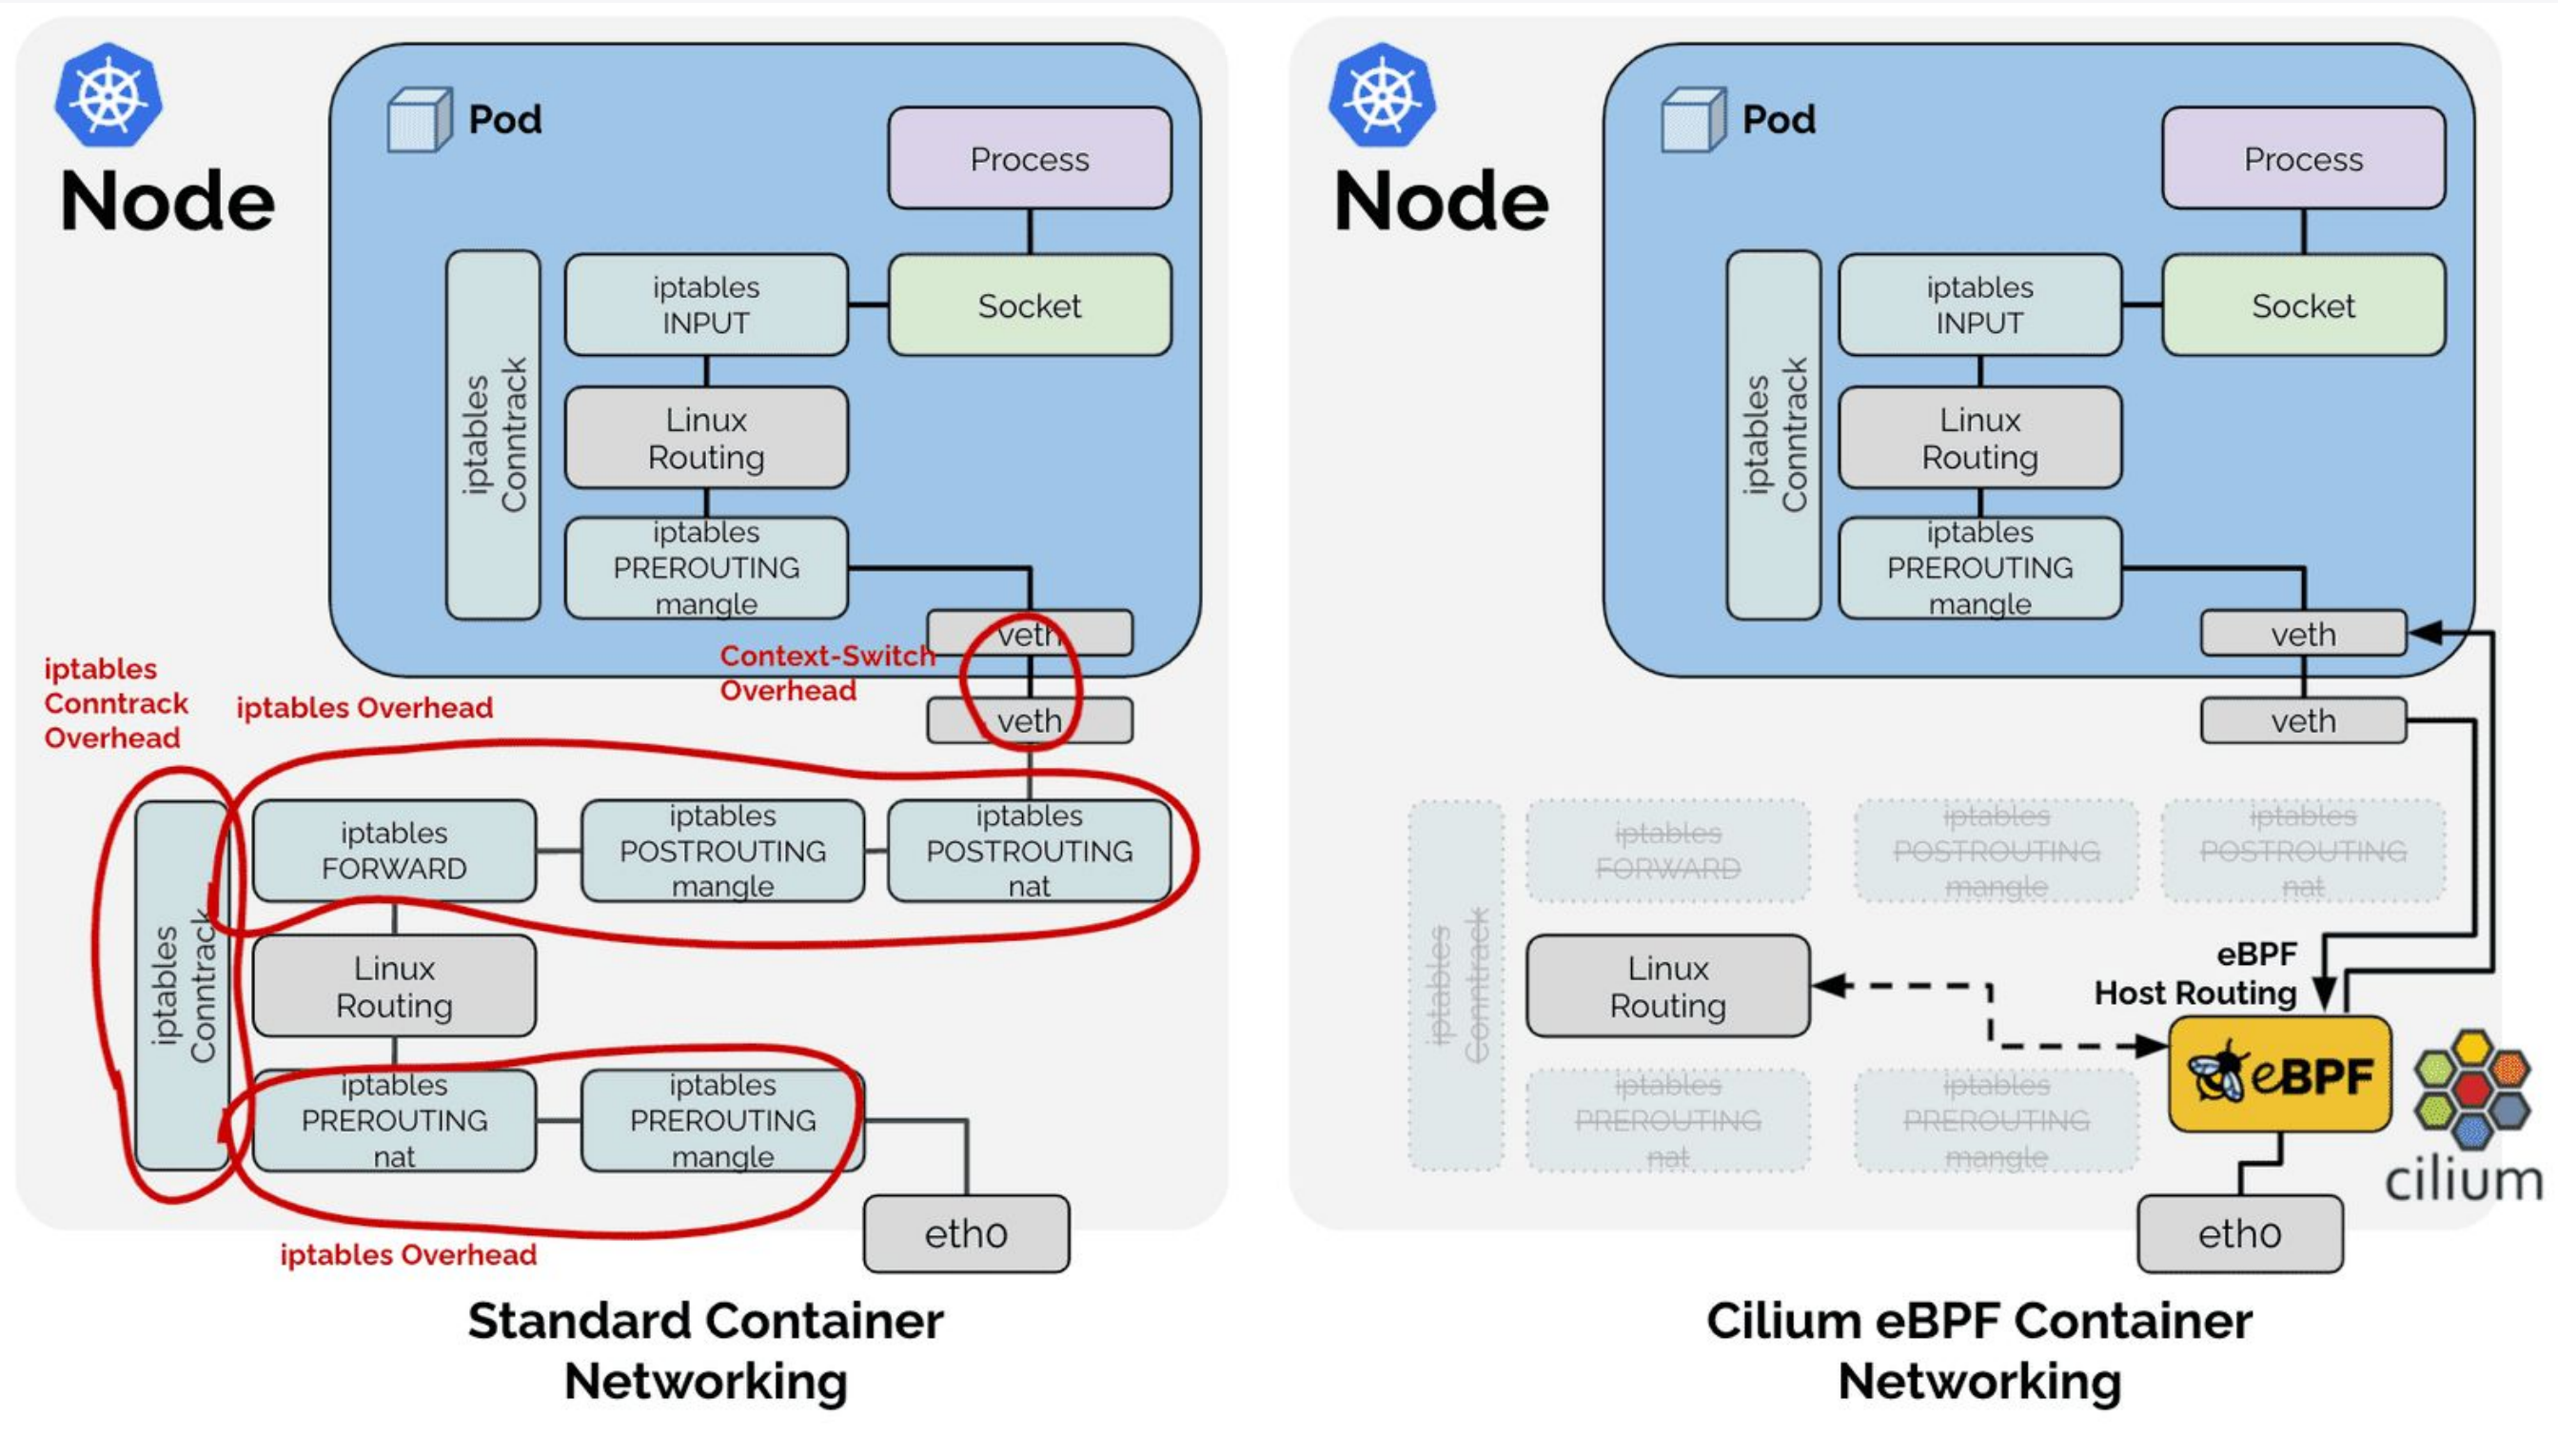 Node
Pod
Process
iptables
INPUT
Socket
iptables
Conntrack
Linux
Routing
iptables
PREROUTING
mangle
veth
Context-Switch
Overhead
veth
iptables
Conntrack
Overhead
iptables Overhead
iptables
Conntrack
iptables
FORWARD
iptables
POSTROUTING
mangle
iptables
POSTROUTING
nat
Linux
Routing
iptables
PREROUTING
nat
iptables
PREROUTING
mangle
iptables Overhead
eth0
Standard Container
Networking
Node
Pod
Process
iptables
INPUT
Socket
iptables
Conntrack
Linux
Routing
iptables
PREROUTING
mangle
veth
veth
iptables
Conntrack
iptables
FORWARD
iptables
POSTROUTING
mangle
iptables
POSTROUTING
nat
Linux
Routing
eBPF
Host Routing
eBPF
iptables
PREROUTING
nat
iptables
PREROUTING
mangle
cilium
eth0
Cilium eBPF Container
Networking